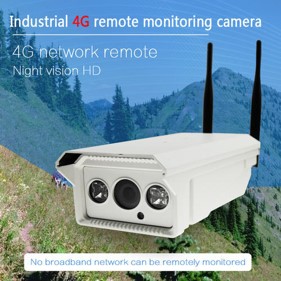 Industrial 4G remote monitoring camera
4G network remote
Night vision HD
No broadband network can be remotely monitored